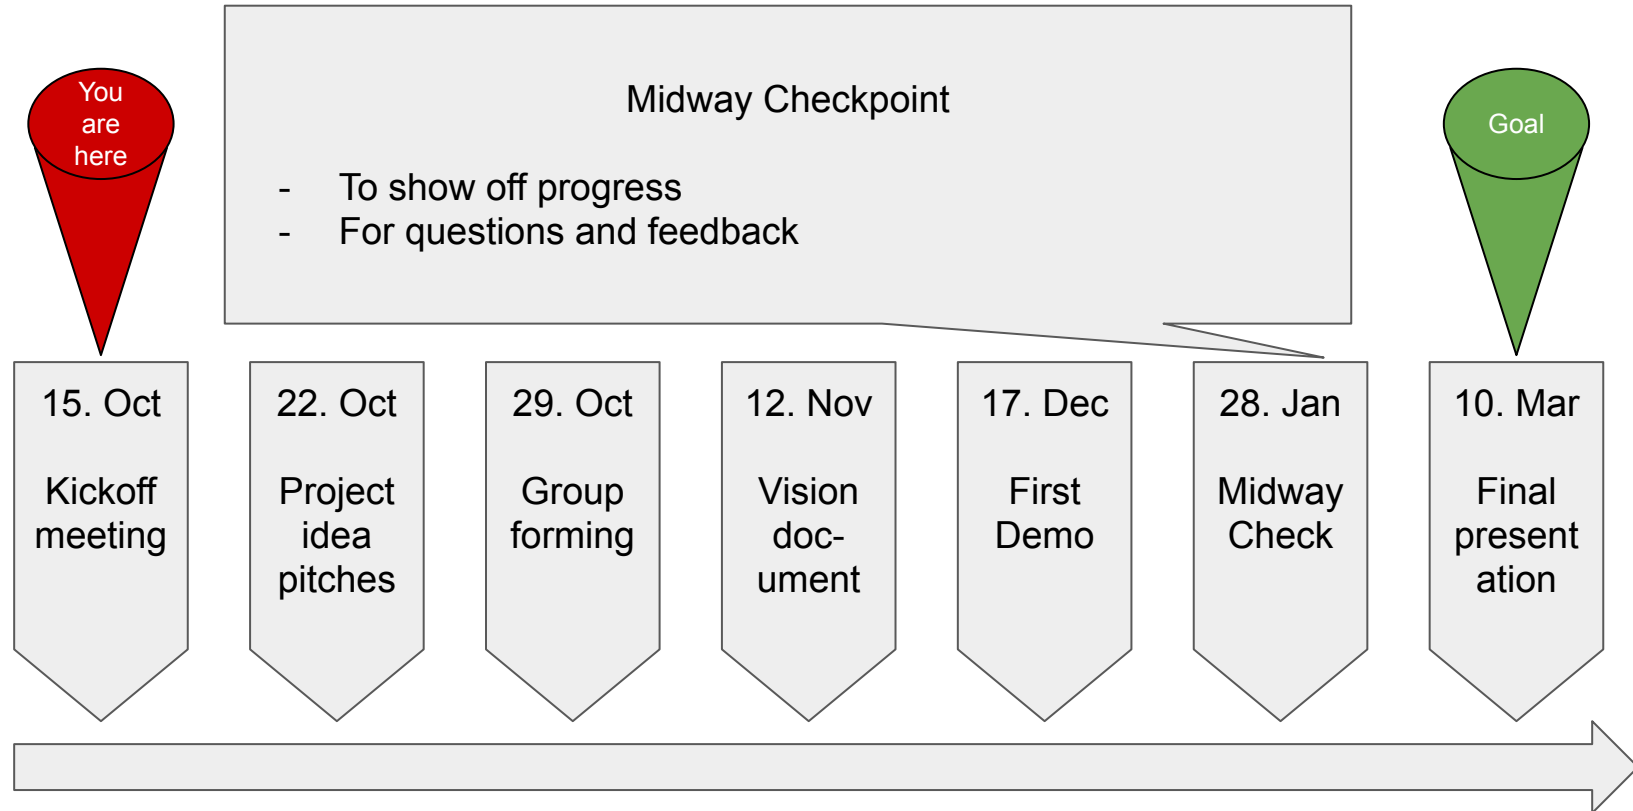 You
are
here
Midway Checkpoint
- To show off progress
- For questions and feedback
Goal
15. Oct
Kickoff
meeting
22. Oct
Project
idea
pitches
29. Oct
Group
forming
12. Nov
Vision
doc-
ument
17. Dec
First
Demo
28. Jan
Midway
Check
10. Mar
Final
present
ation